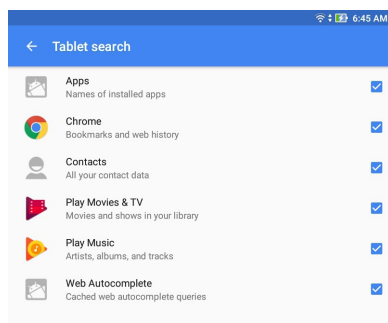 6:45 AM
Tablet search
Apps
Names of installed apps
Chrome
Bookmarks and web history
Contacts
All your contact data
Play Movies & TV
Movies and shows in your library
Play Music
Artists, albums, and tracks
Web Autocomplete
Cached web autocomplete queries